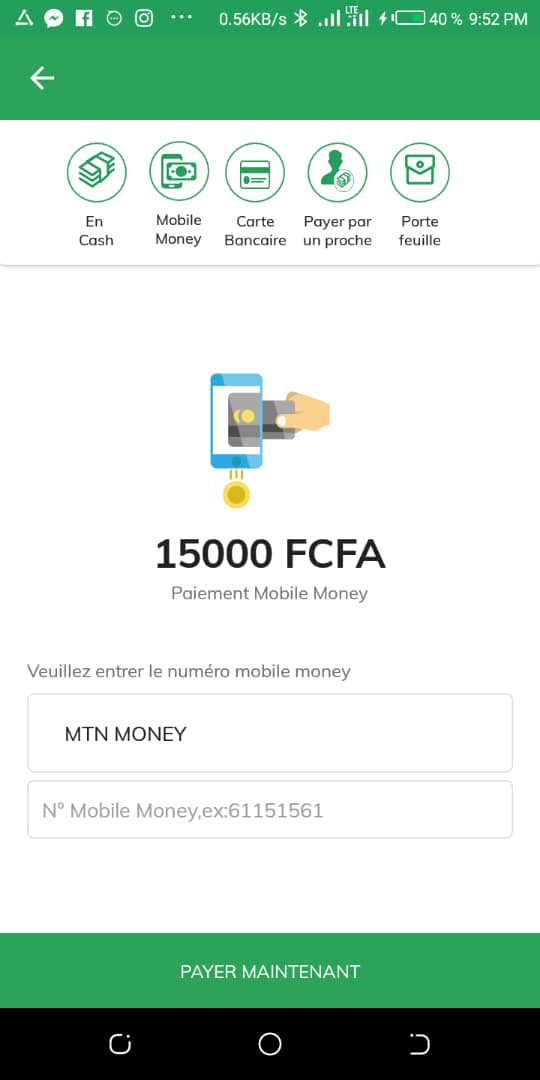 0.56KB/s LTE 40 % 9:52 PM
En
Cash
Mobile
Money
Carte
Bancaire
Payer par
un proche
Porte
feuille
15000 FCFA
Paiement Mobile Money
Veuillez entrer le numéro mobile money
MTN MONEY
N° Mobile Money,ex:61151561
PAYER MAINTENANT